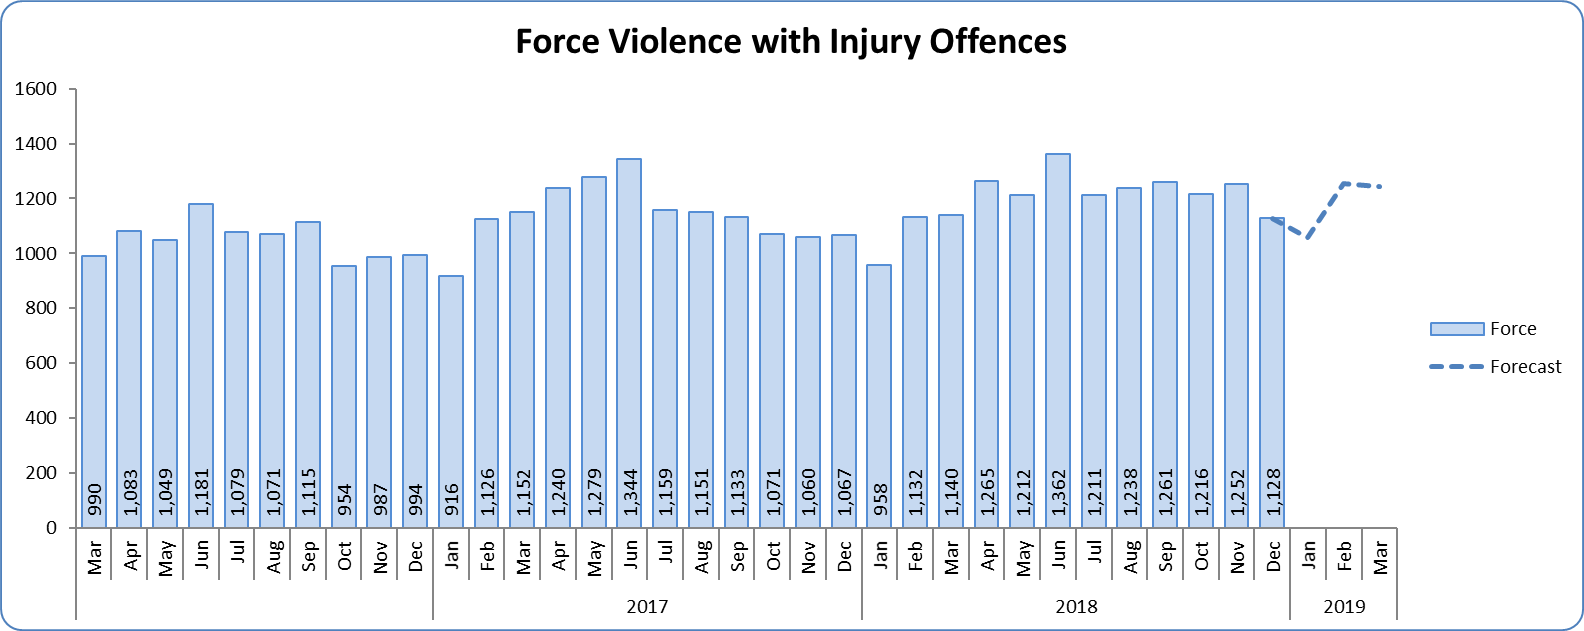 Force Violence with Injury Offences
1600
1400
1200
1000
800
600
400
200
0
990 1,083 1,049 1,181 1,079 1,071 1,115 954 987 994 916 1,126 1,152 1,240 1,279 1,344 1,159 1,151 1,133 1,071 1,060 1,067 958 1,132 1,140 1,265 1,212 1,362 1,211 1,238 1,261 1,216 1,252 1,128
Mar Apr May Jun Jul Aug Sep Oct Nov Dec Jan Feb Mar Apr May Jun Jul Aug Sep Oct Nov Dec Jan Feb Mar Apr May Jun Jul Aug Sep Oct Nov Dec Jan Feb Mar
2017 2018 2019
Force
Forecast